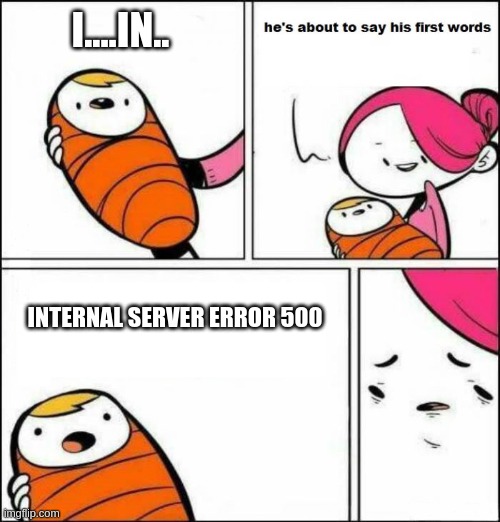 I....IN..
he's about to say his first words
INTERNAL SERVER ERROR 500
imgflip.com